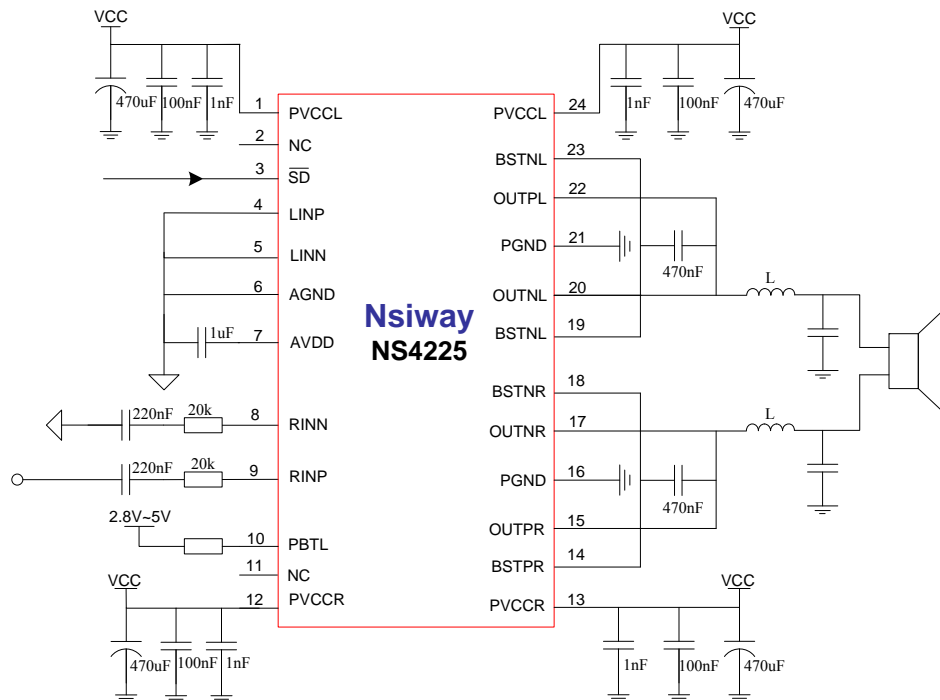 VCC
470uF 100nF 1nF
1 PVCCL
2 NC
3 SD
4 LINP
5 LINN
6 AGND
1uF 7 AVDD
220nF 20k 8 RINN
220nF 20k 9 RINP
2.8V~5V
10 PBTL
11 NC
VCC
12 PVCCR
470uF 100nF 1nF
Nsiway
NS4225
VCC
1nF 100nF 470uF
PVCCL 24
BSTNL 23
OUTPL 22
PGND 21
470nF
OUTNL 20
L
BSTNL 19
BSTNR 18
OUTNR 17
L
PGND 16
470nF
OUTPR 15
BSTPR 14
VCC
PVCCR 13
1nF 100nF 470uF